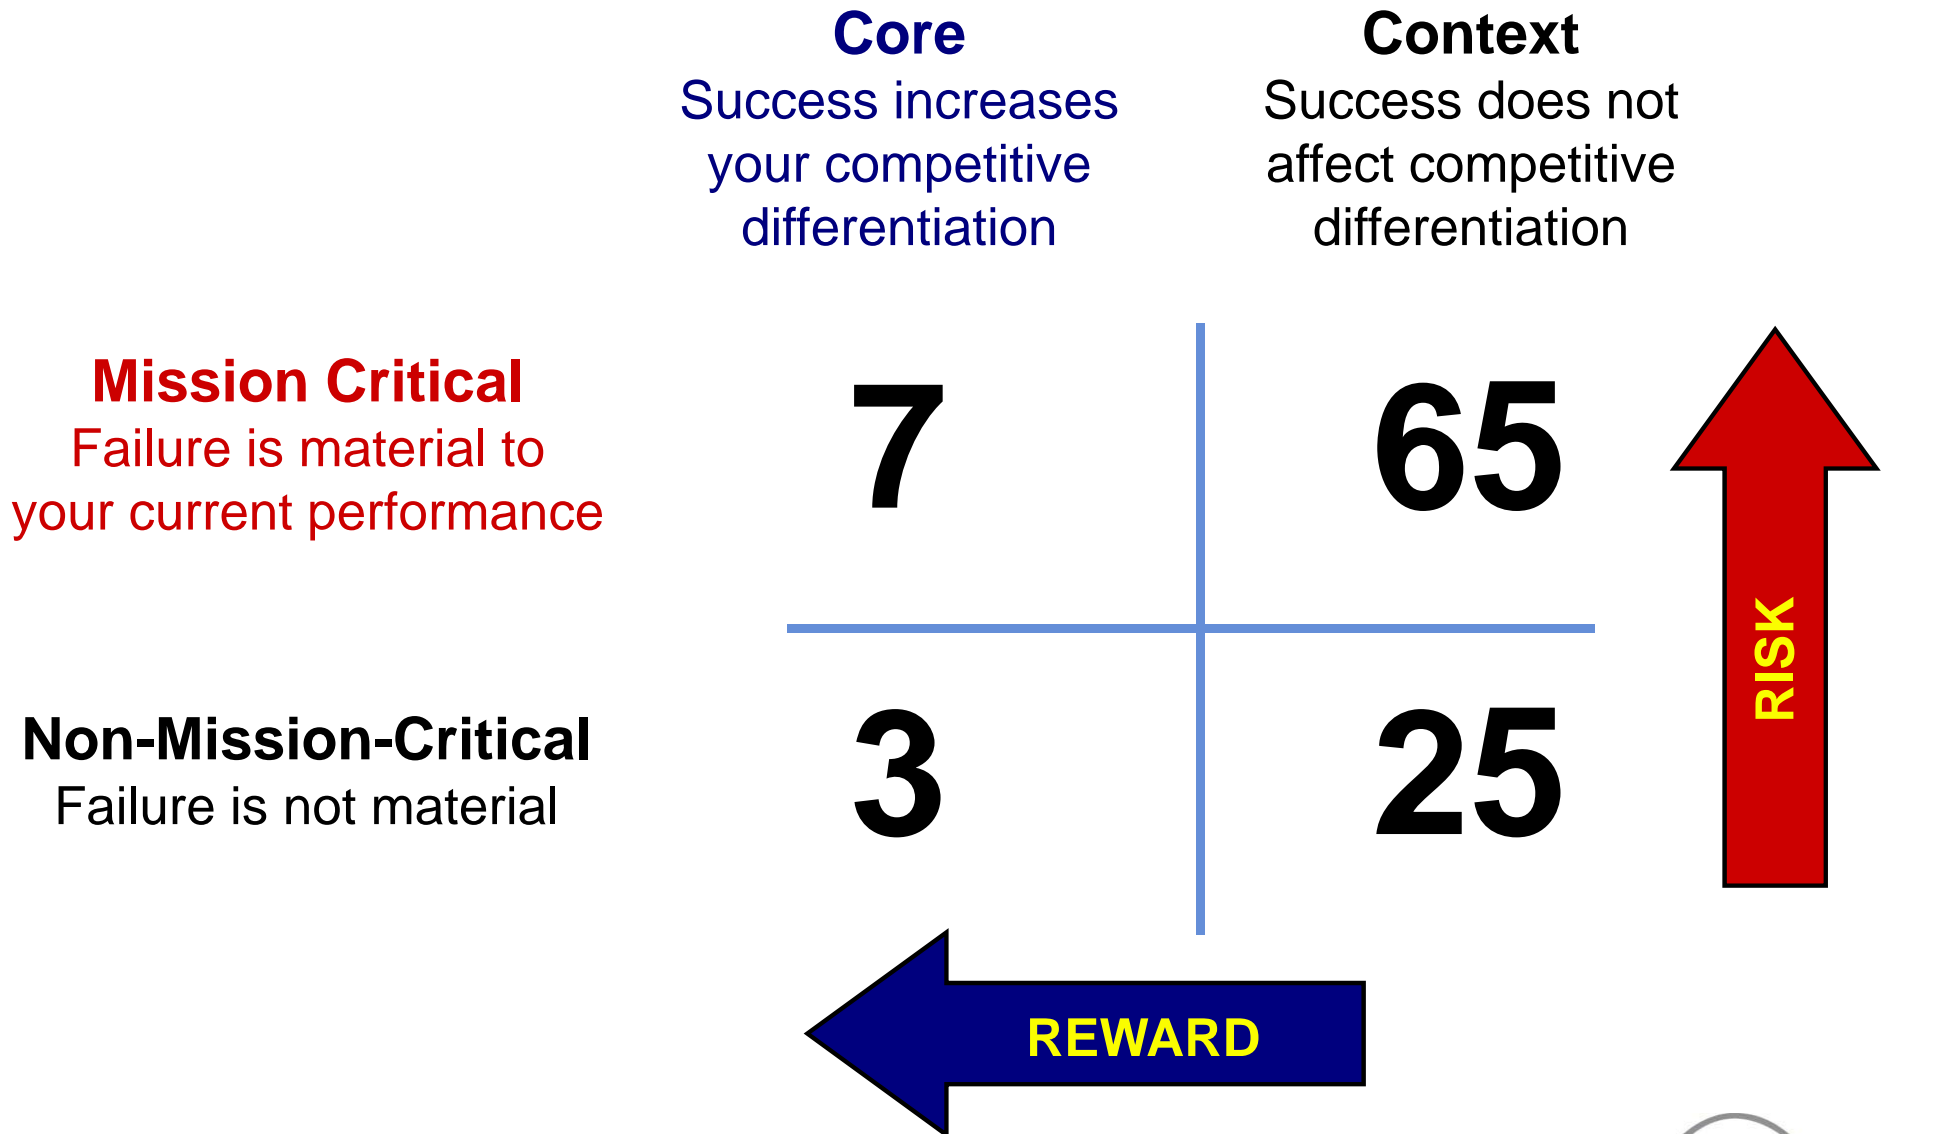 Core
Success increases
your competitive
differentiation
Context
Success does not
affect competitive
differentiation
Mission Critical
Failure is material to
your current performance
7
65
RISK
Non-Mission-Critical
Failure is not material
3
25
REWARD